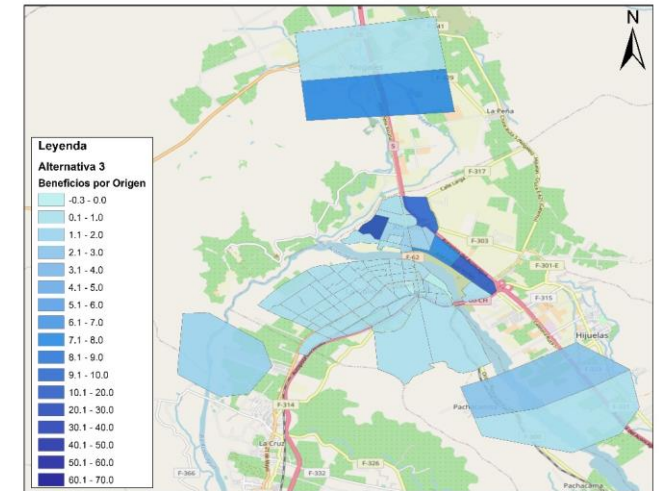 N
La Peña
F-317
Calle Larga
F-303
F-62
F-301-E
F-315
Hijuelas
F-314
La Cruz
F-366
F-332
F-326
Pachacama
Leyenda
Alternativa 3
Beneficios por Origen
-0.3 - 0.0
0.1 - 1.0
1.1 - 2.0
2.1 - 3.0
3.1 - 4.0
4.1 - 5.0
5.1 - 6.0
6.1 - 7.0
7.1 - 8.0
8.1 - 9.0
9.1 - 10.0
10.1 - 20.0
20.1 - 30.0
30.1 - 40.0
40.1 - 50.0
50.1 - 60.0
60.1 - 70.0